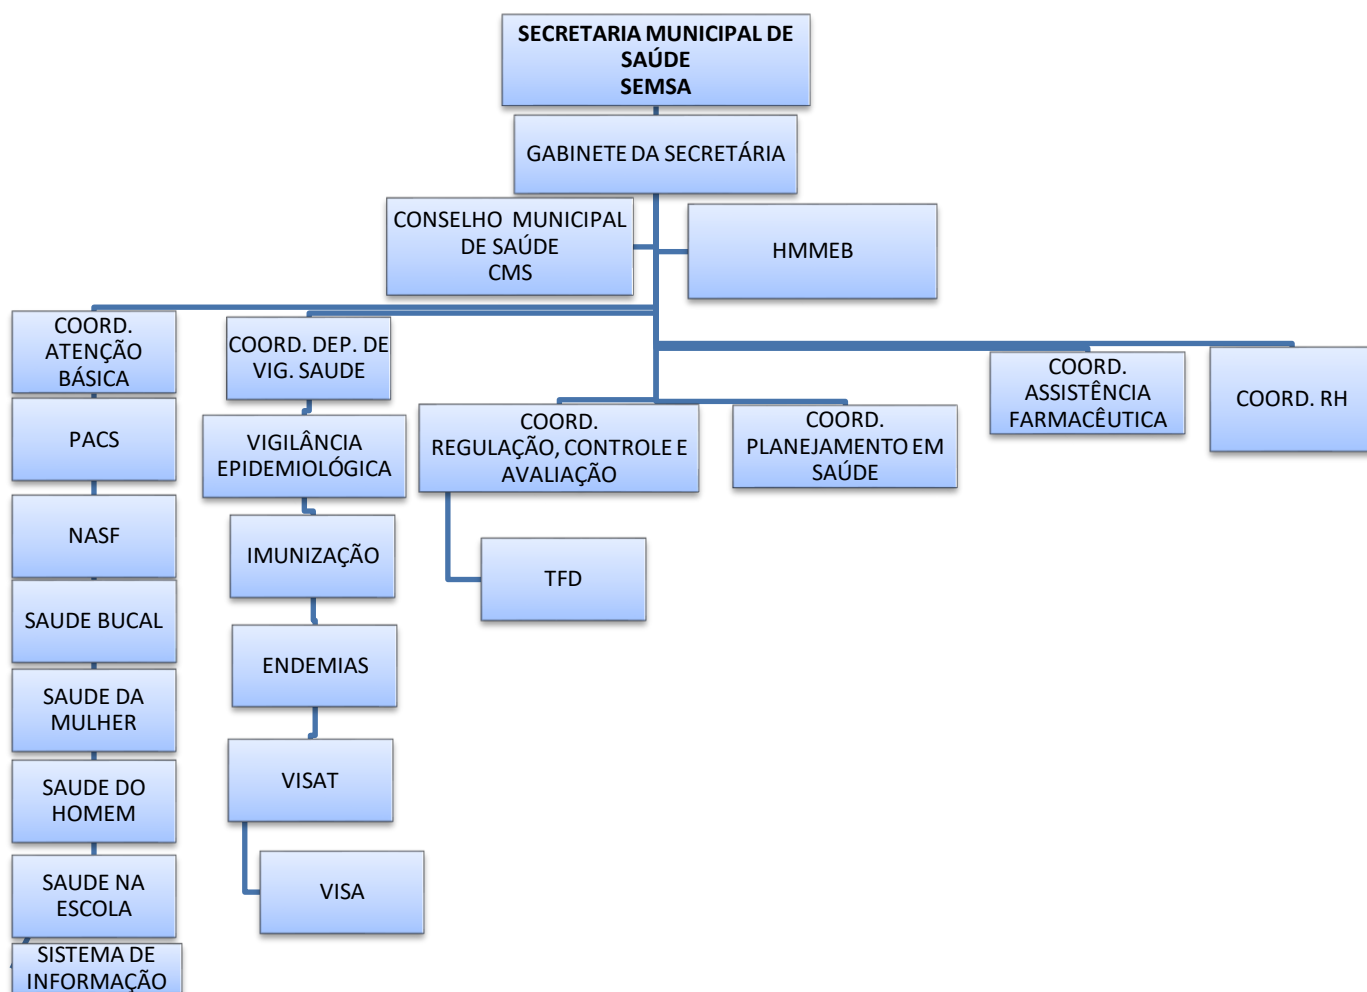 SECRETARIA MUNICIPAL DE
SAÚDE
SEMSA
GABINETE DA SECRETÁRIA
CONSELHO MUNICIPAL
DE SAÚDE
CMS
HMMEB
COORD.
ATENÇÃO
BÁSICA
PACS
NASF
SAUDE BUCAL
SAUDE DA
MULHER
SAUDE DO
HOMEM
SAUDE NA
ESCOLA
SISTEMA DE
INFORMAÇÃO
COORD. DEP. DE
VIG. SAUDE
VIGILÂNCIA
EPIDEMIOLÓGICA
IMUNIZAÇÃO
ENDEMIAS
VISAT
VISA
COORD.
REGULAÇÃO, CONTROLE E
AVALIAÇÃO
TFD
COORD.
PLANEJAMENTO EM
SAÚDE
COORD.
ASSISTÊNCIA
FARMACÊUTICA
COORD. RH